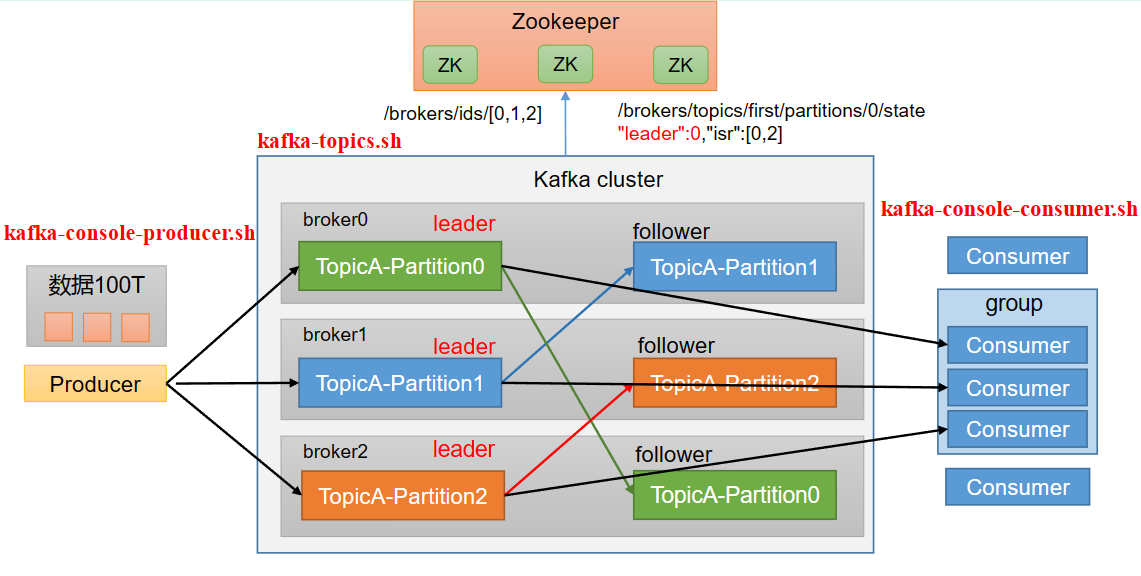 Zookeeper
ZK
ZK
ZK
/brokers/ids/[0,1,2]
/brokers/topics/first/partitions/0/state
"leader":0,"isr":[0,2]
kafka-topics.sh
Kafka cluster
kafka-console-producer.sh
数据100T
Producer
broker0
leader
TopicA-Partition0
follower
TopicA-Partition1
broker1
leader
TopicA-Partition1
follower
TopicA-Partition2
broker2
leader
TopicA-Partition2
follower
TopicA-Partition0
kafka-console-consumer.sh
Consumer
group
Consumer
Consumer
Consumer
Consumer